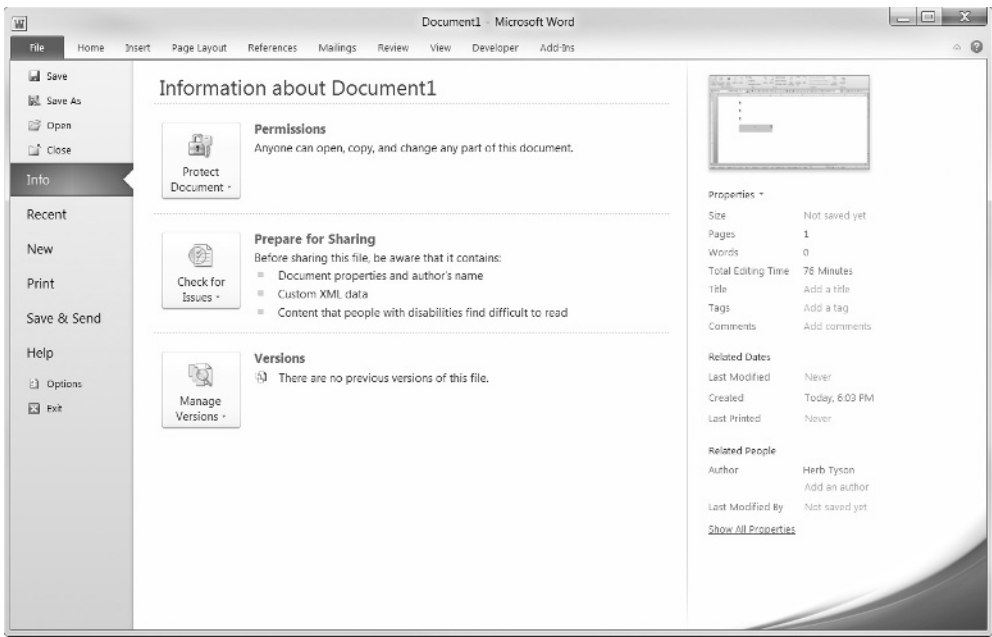 Document1 - Microsoft Word
File Home Insert Page Layout References Mailings Review View Developer Add-Ins
Save
Save As
Open
Close
Info
Recent
New
Print
Save & Send
Help
Options
Exit
Information about Document1
Protect
Document
Permissions
Anyone can open, copy, and change any part of this document.
Check for
Issues
Prepare for Sharing
Before sharing this file, be aware that it contains:
Document properties and author's name
Custom XML data
Content that people with disabilities find difficult to read
Manage
Versions
Versions
There are no previous versions of this file.
Properties
Size Not saved yet
Pages 1
Words 0
Total Editing Time 76 Minutes
Title Add a title
Tags Add a tag
Comments Add comments
Related Dates
Last Modified Never
Created Today, 6:03 PM
Last Printed Never
Related People
Author Herb Tyson
Add an author
Last Modified By Not saved yet
Show All Properties